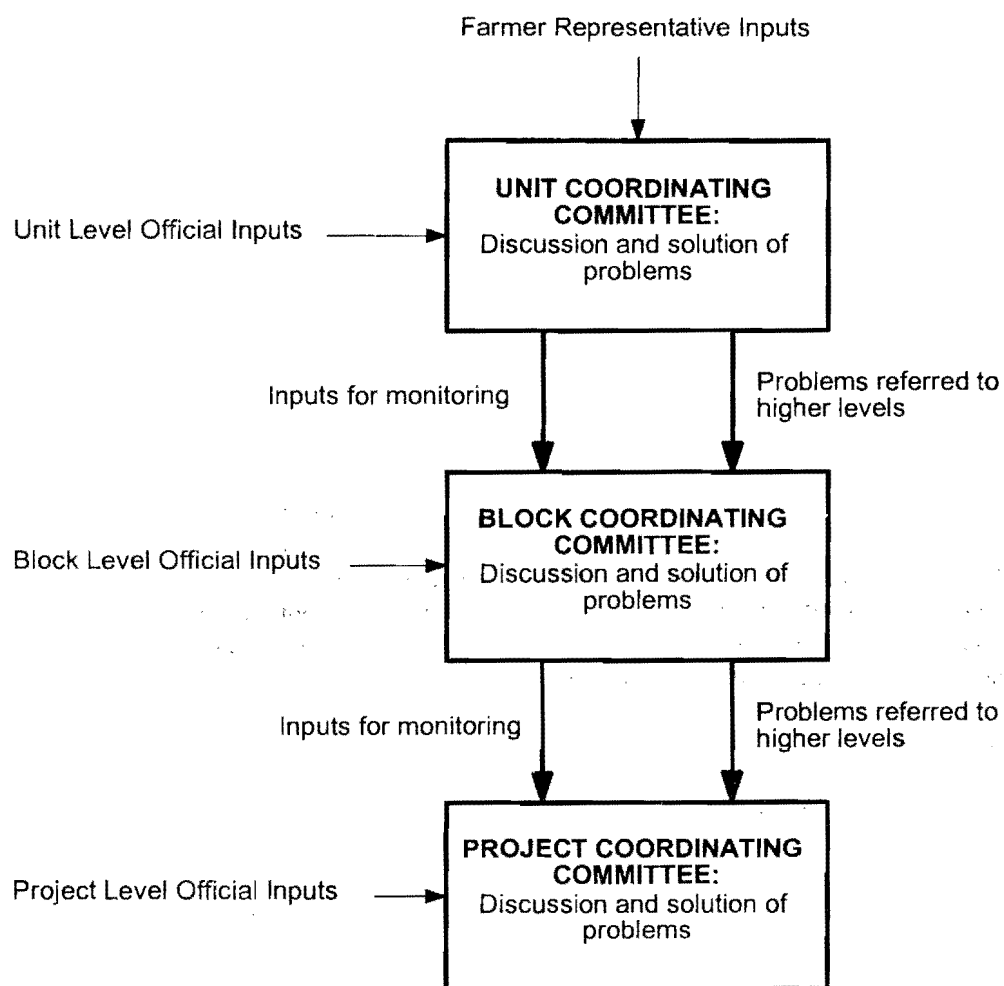 Farmer Representative Inputs
UNIT COORDINATING
COMMITTEE:
Discussion and solution of
problems
Unit Level Official Inputs
Inputs for monitoring
Problems referred to
higher levels
BLOCK COORDINATING
COMMITTEE:
Discussion and solution of
problems
Block Level Official Inputs
Inputs for monitoring
Problems referred to
higher levels
PROJECT COORDINATING
COMMITTEE:
Discussion and solution of
problems
Project Level Official Inputs